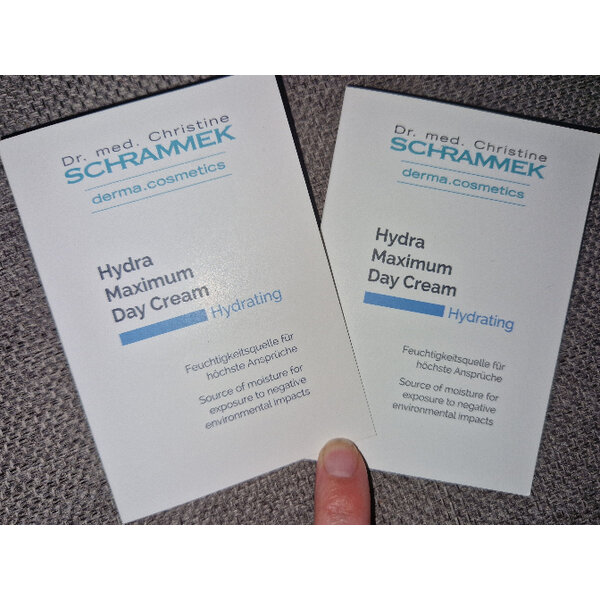 Dr. med. Christine
SCHRAMMEK
derma.cosmetics
Hydra
Maximum
Day Cream
Hydrating
Feuchtigkeitsquelle für
höchste Ansprüche
Source of moisture for
exposure to negative
environmental impacts
Dr. med. Christine
SCHRAMMEK
derma.cosmetics
Hydra
Maximum
Day Cream
Hydrating
Feuchtigkeitsquelle für
höchste Ansprüche
Source of moisture for
exposure to negative
environmental impacts